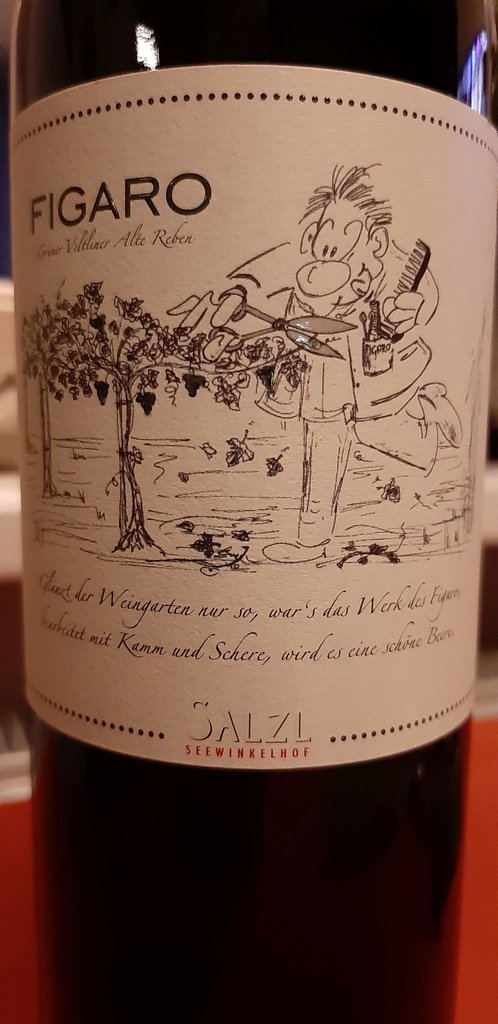 FIGARO
Grüner Veltliner Alte Reben
FIGARO
Glänzt der Weingarten nur so, war's das Werk des Figaro,
bearbeitet mit Kamm und Schere, wird es eine schöne Beere.
SALZL
SEEWINKELHOF